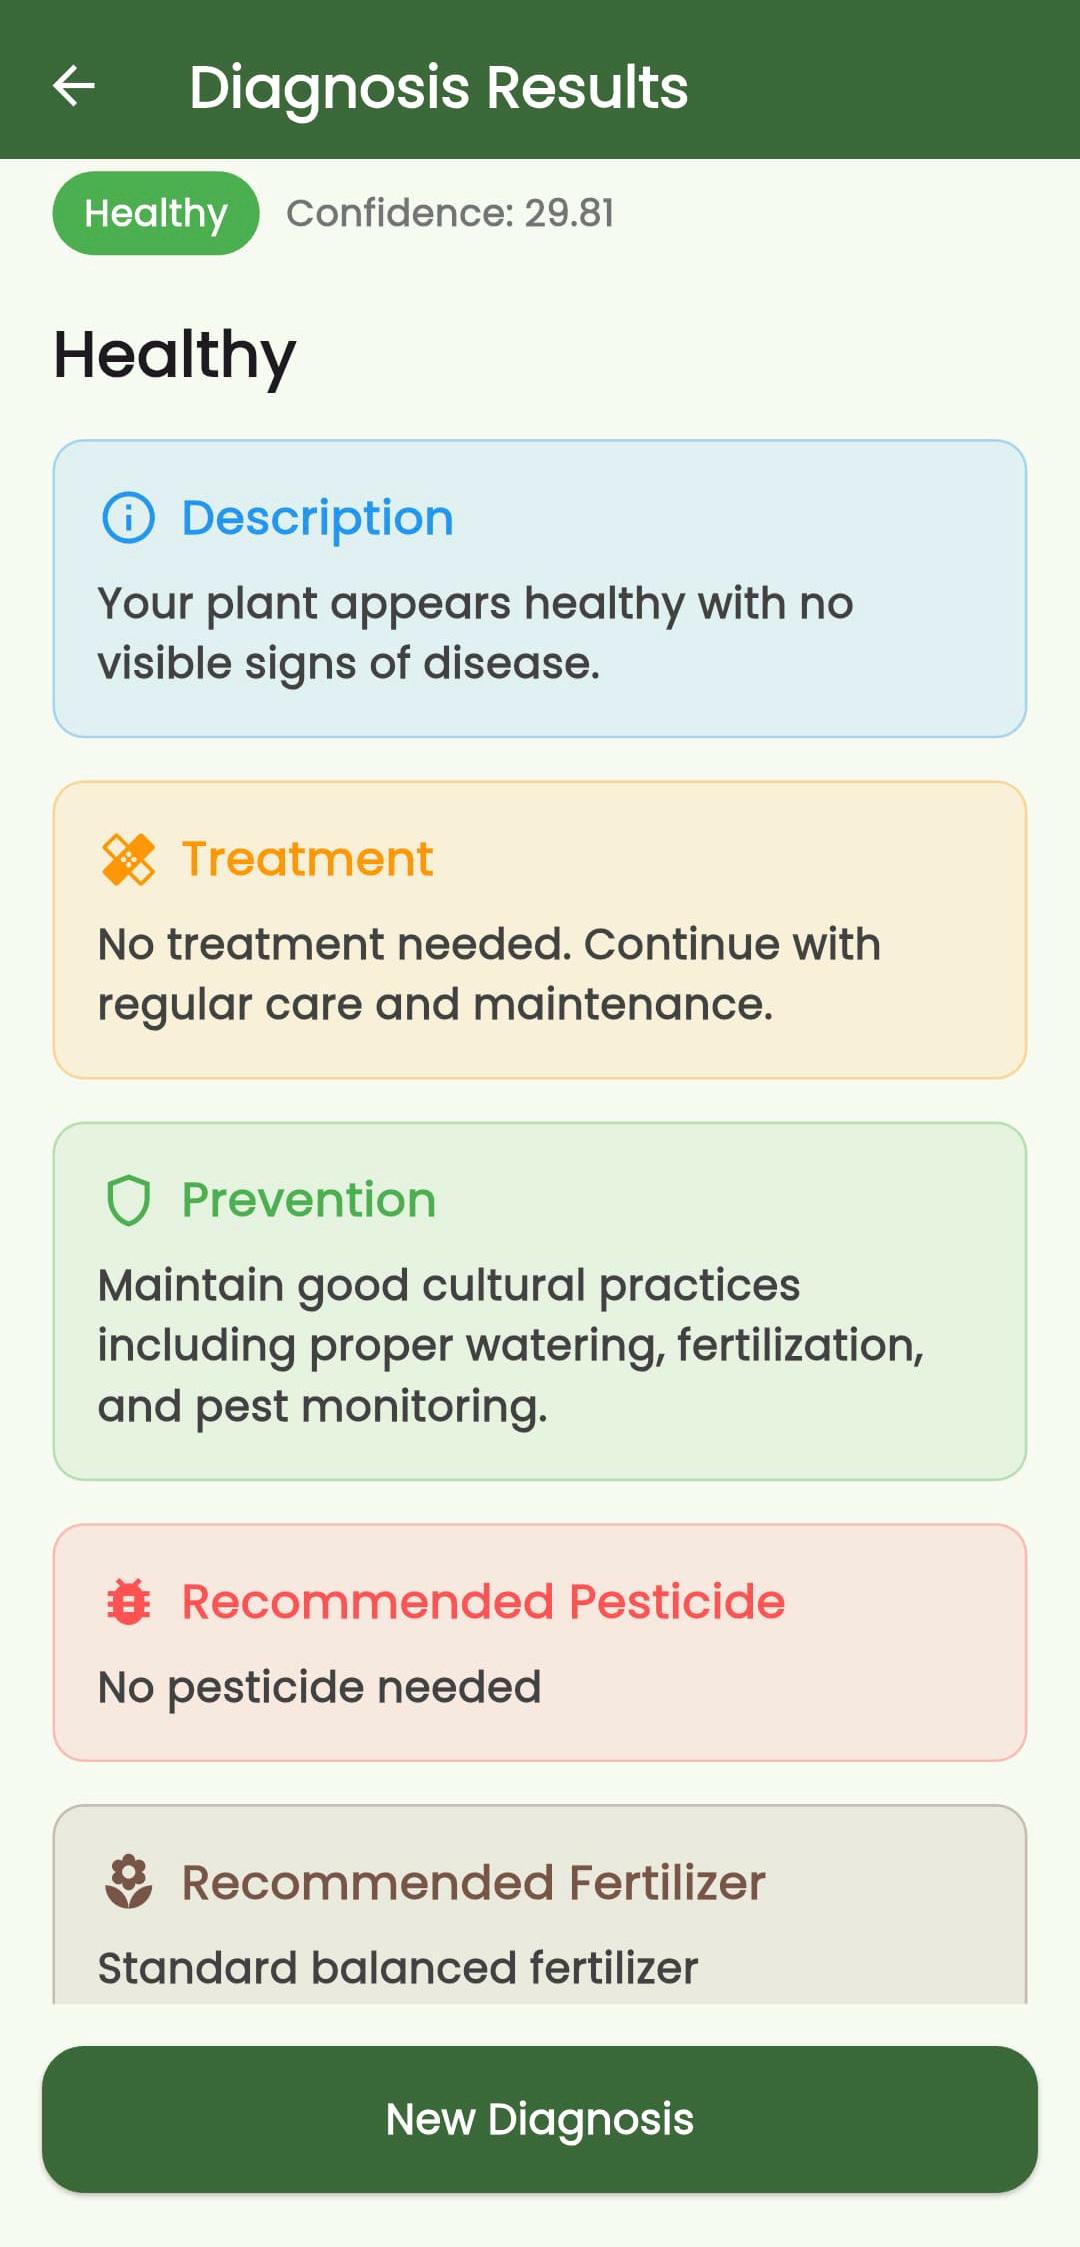 Diagnosis Results
Healthy Confidence: 29.81
Healthy
Description
Your plant appears healthy with no
visible signs of disease.
Treatment
No treatment needed. Continue with
regular care and maintenance.
Prevention
Maintain good cultural practices
including proper watering, fertilization,
and pest monitoring.
Recommended Pesticide
No pesticide needed
Recommended Fertilizer
Standard balanced fertilizer
New Diagnosis